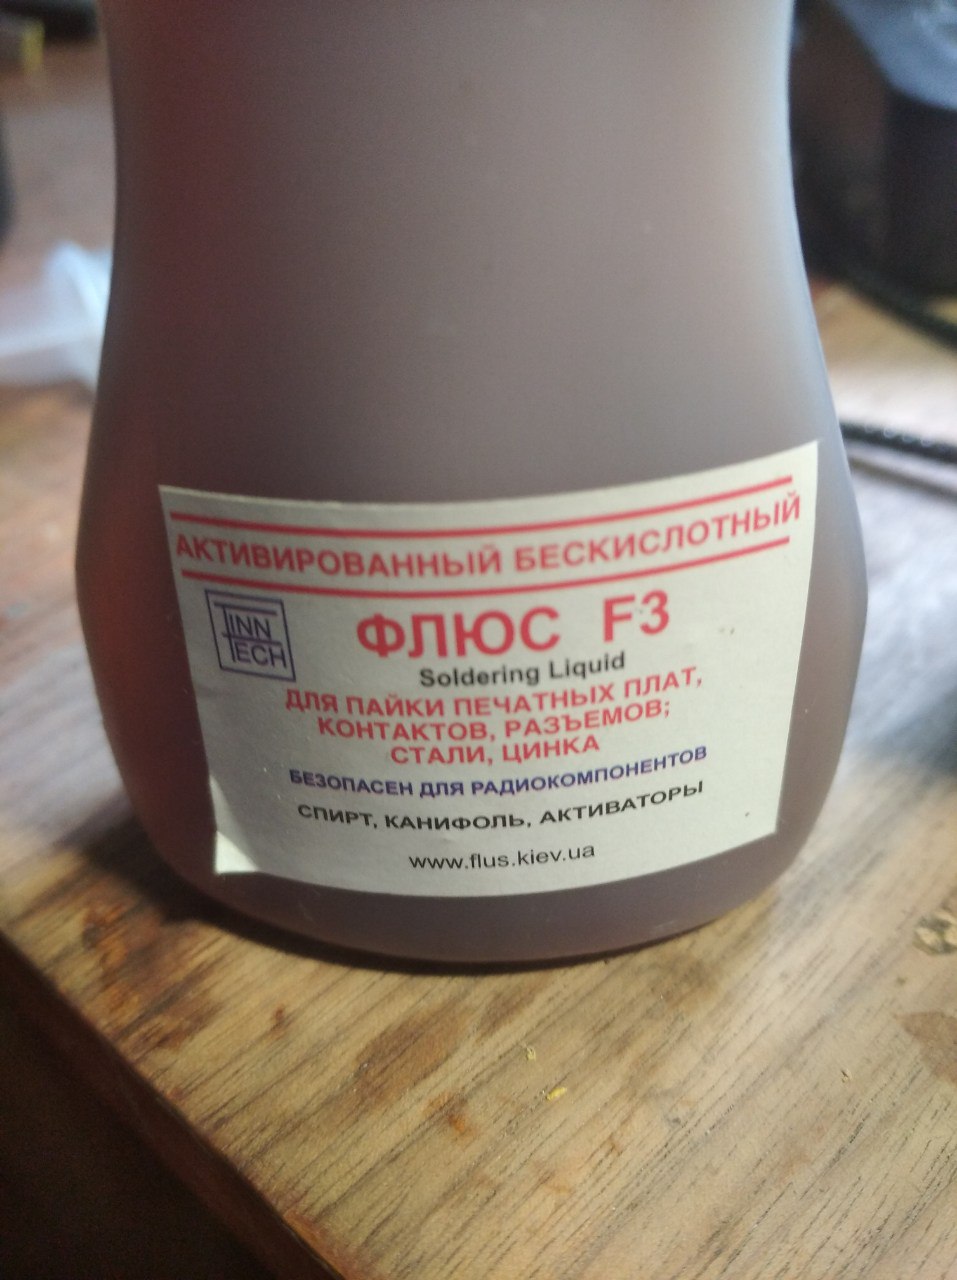 АКТИВИРОВАННЫЙ БЕСКИСЛОТНЫЙ
INN
TECH
ФЛЮС F3
Soldering Liquid
ДЛЯ ПАЙКИ ПЕЧАТНЫХ ПЛАТ,
КОНТАКТОВ, РАЗЪЕМОВ;
СТАЛИ, ЦИНКА
БЕЗОПАСЕН ДЛЯ РАДИОКОМПОНЕНТОВ
СПИРТ, КАНИФОЛЬ, АКТИВАТОРЫ
www.flus.kiev.ua